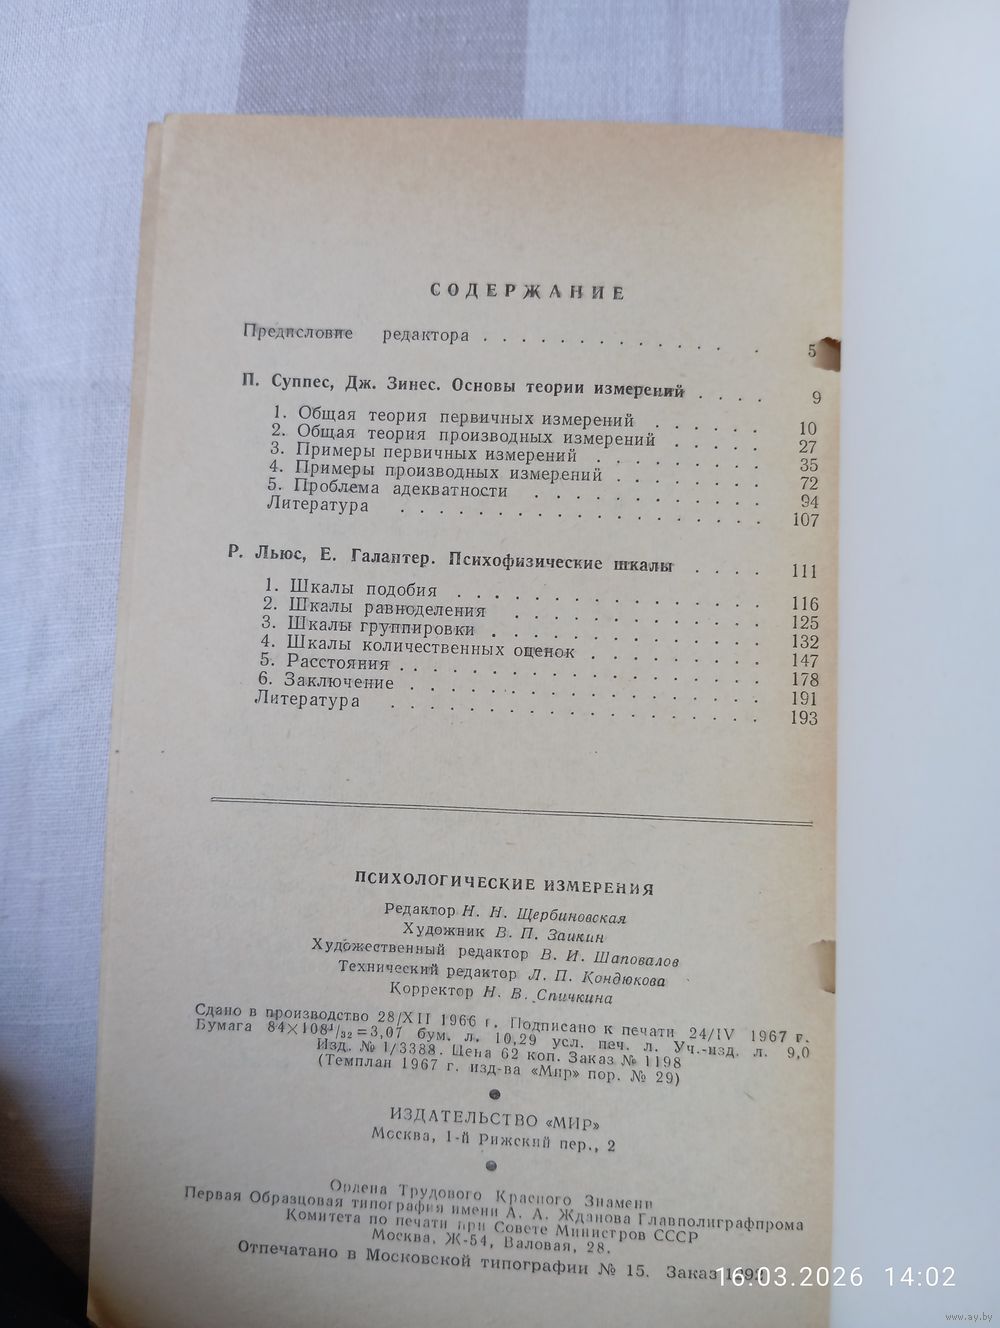 СОДЕРЖАНИЕ
Предисловие редактора . . . . . . . . . . . . . . 5
П. Суппес, Дж. Зинес. Основы теории измерений . . . . 9
1. Общая теория первичных измерений . . . . . . 10
2. Общая теория производных измерений . . . . . 27
3. Примеры первичных измерений . . . . . . . . 35
4. Примеры производных измерений . . . . . . . 72
5. Проблема адекватности . . . . . . . . . . 94
Литература . . . . . . . . . . . . . . . . . 107
Р. Льюс, Е. Галантер. Психофизические шкалы . . . . 111
1. Шкалы подобия . . . . . . . . . . . . . 116
2. Шкалы равноделения . . . . . . . . . . . 125
3. Шкалы группировки . . . . . . . . . . . . 132
4. Шкалы количественных оценок . . . . . . . . 147
5. Расстояния . . . . . . . . . . . . . . . 178
6. Заключение . . . . . . . . . . . . . . . 191
Литература . . . . . . . . . . . . . . . . . 193
ПСИХОЛОГИЧЕСКИЕ ИЗМЕРЕНИЯ
Редактор Н. Н. Щербиновская
Художник В. П. Заикин
Художественный редактор В. И. Шаповалов
Технический редактор Л. П. Кондюкова
Корректор Н. В. Спичкина
Сдано в производство 28/XII 1966 г. Подписано к печати 24/IV 1967 г.
Бумага 84×108¹/₃₂=3,07 бум. л. 10,29 усл. печ. л. Уч.-изд. л. 9,0
Изд. № 1/3388. Цена 62 коп. Заказ № 1198
(Темплан 1967 г. изд-ва «Мир» пор. № 29)
ИЗДАТЕЛЬСТВО «МИР»
Москва, 1-й Рижский пер., 2
Ордена Трудового Красного Знамени
Первая Образцовая типография имени А. А. Жданова Главполиграфпрома
Комитета по печати при Совете Министров СССР
Москва, Ж-54, Валовая, 28.
Отпечатано в Московской типографии № 15. Заказ
16.03.2026 14:02
www.ay.by